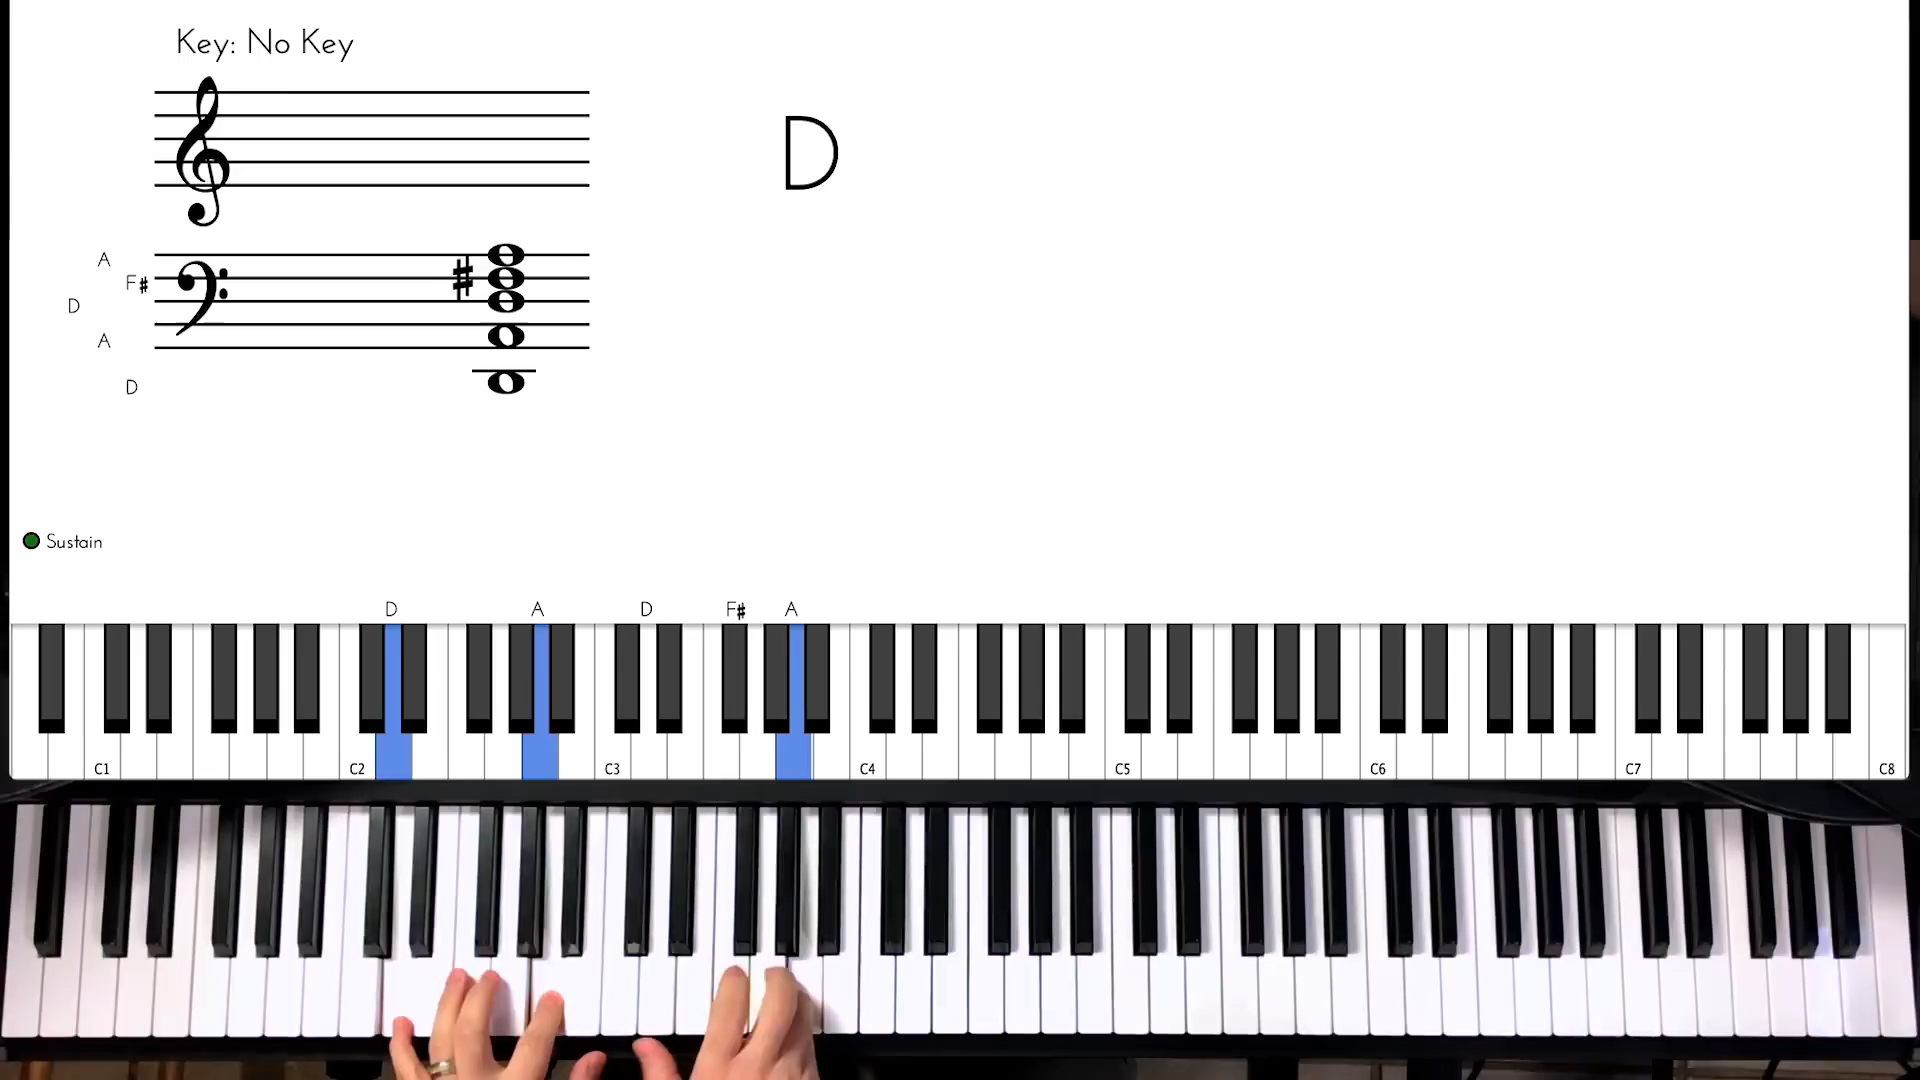 Key: No Key
D
A
F#
D
A
D
Sustain
D A D F# A
C1 C2 C3 C4 C5 C6 C7 C8